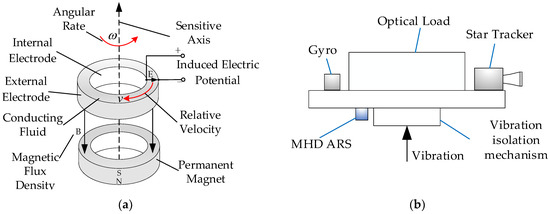 Angular
Rate
ω
Sensitive
Axis
Internal
Electrode
External
Electrode
Conducting
Fluid
+
E
-
Induced Electric
Potential
v
Relative
Velocity
B
Magnetic
Flux
Density
S
N
Permanent
Magnet
(a)
Optical Load
Gyro
Star Tracker
MHD ARS
Vibration
Vibration
isolation
mechanism
(b)